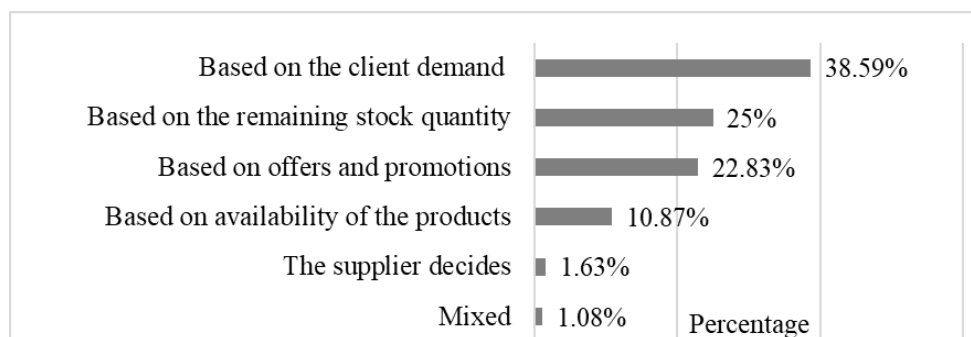 Based on the client demand 38.59%
Based on the remaining stock quantity 25%
Based on offers and promotions 22.83%
Based on availability of the products 10.87%
The supplier decides 1.63%
Mixed 1.08%
Percentage